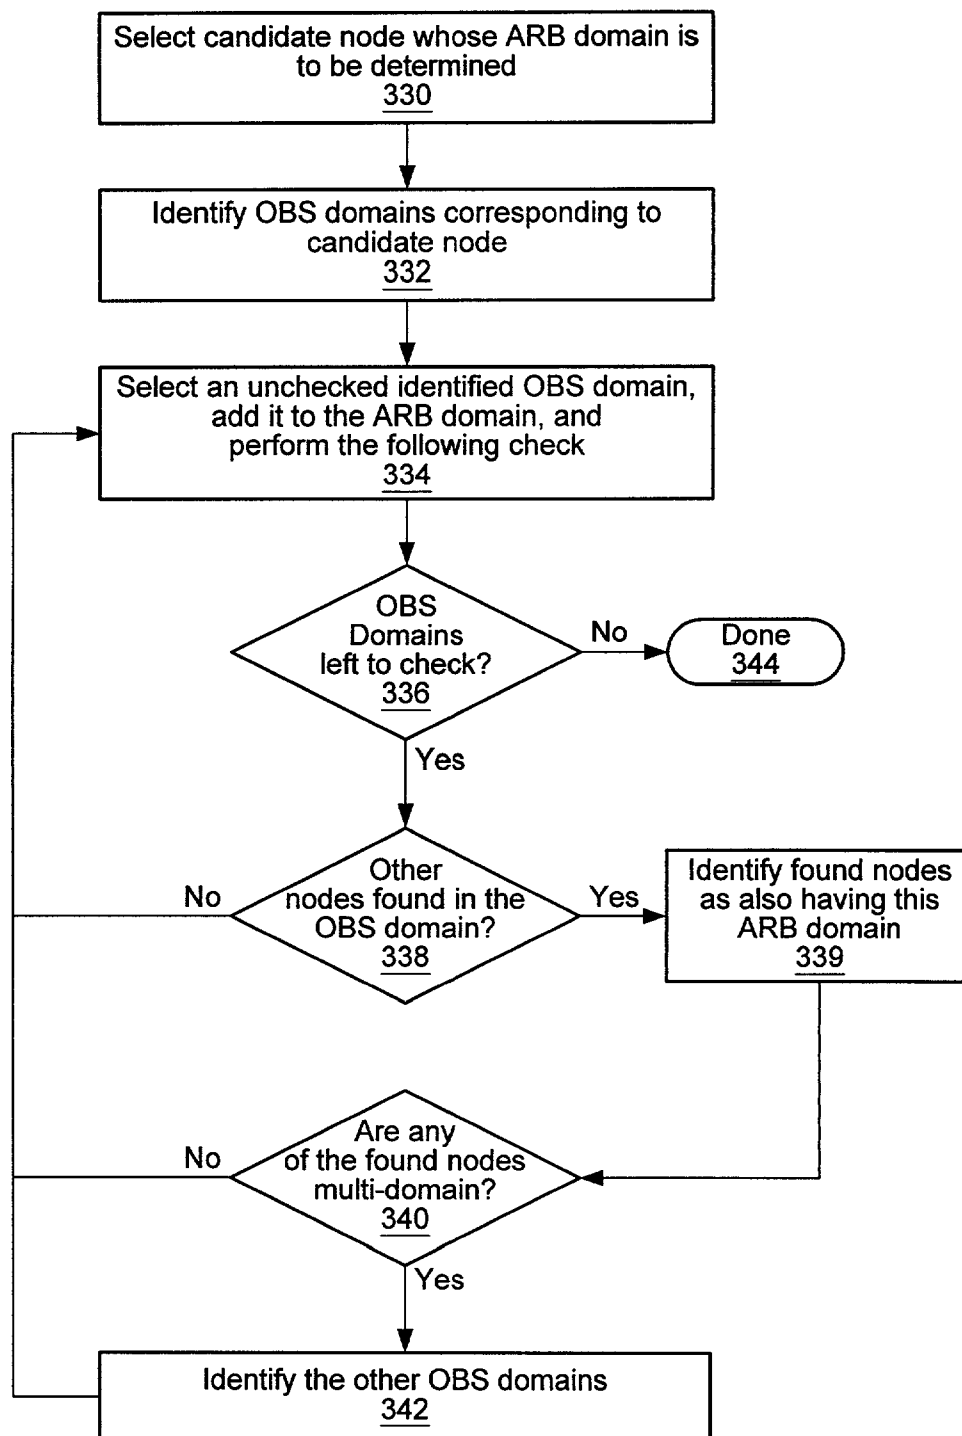 Select candidate node whose ARB domain is
to be determined
330
Identify OBS domains corresponding to
candidate node
332
Select an unchecked identified OBS domain,
add it to the ARB domain, and
perform the following check
334
OBS
Domains
left to check?
336
No
Done
344
Yes
Other
nodes found in the
OBS domain?
338
No
Yes
Identify found nodes
as also having this
ARB domain
339
Are any
of the found nodes
multi-domain?
340
No
Yes
Identify the other OBS domains
342